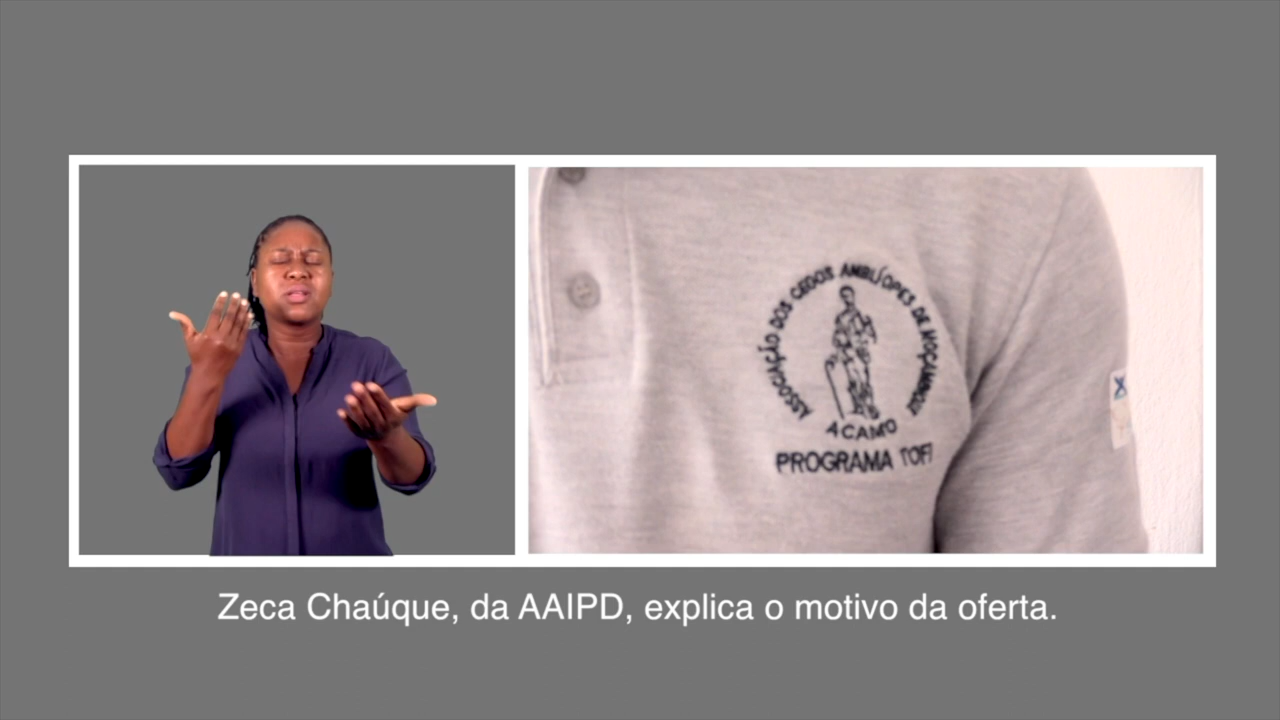 ASSOCIAÇÃO DOS CEGOS AMBLÍOPES DE MOÇAMBIQUE
ACAMO
PROGRAMA TOFI
Zeca Chaúque, da AAIPD, explica o motivo da oferta.